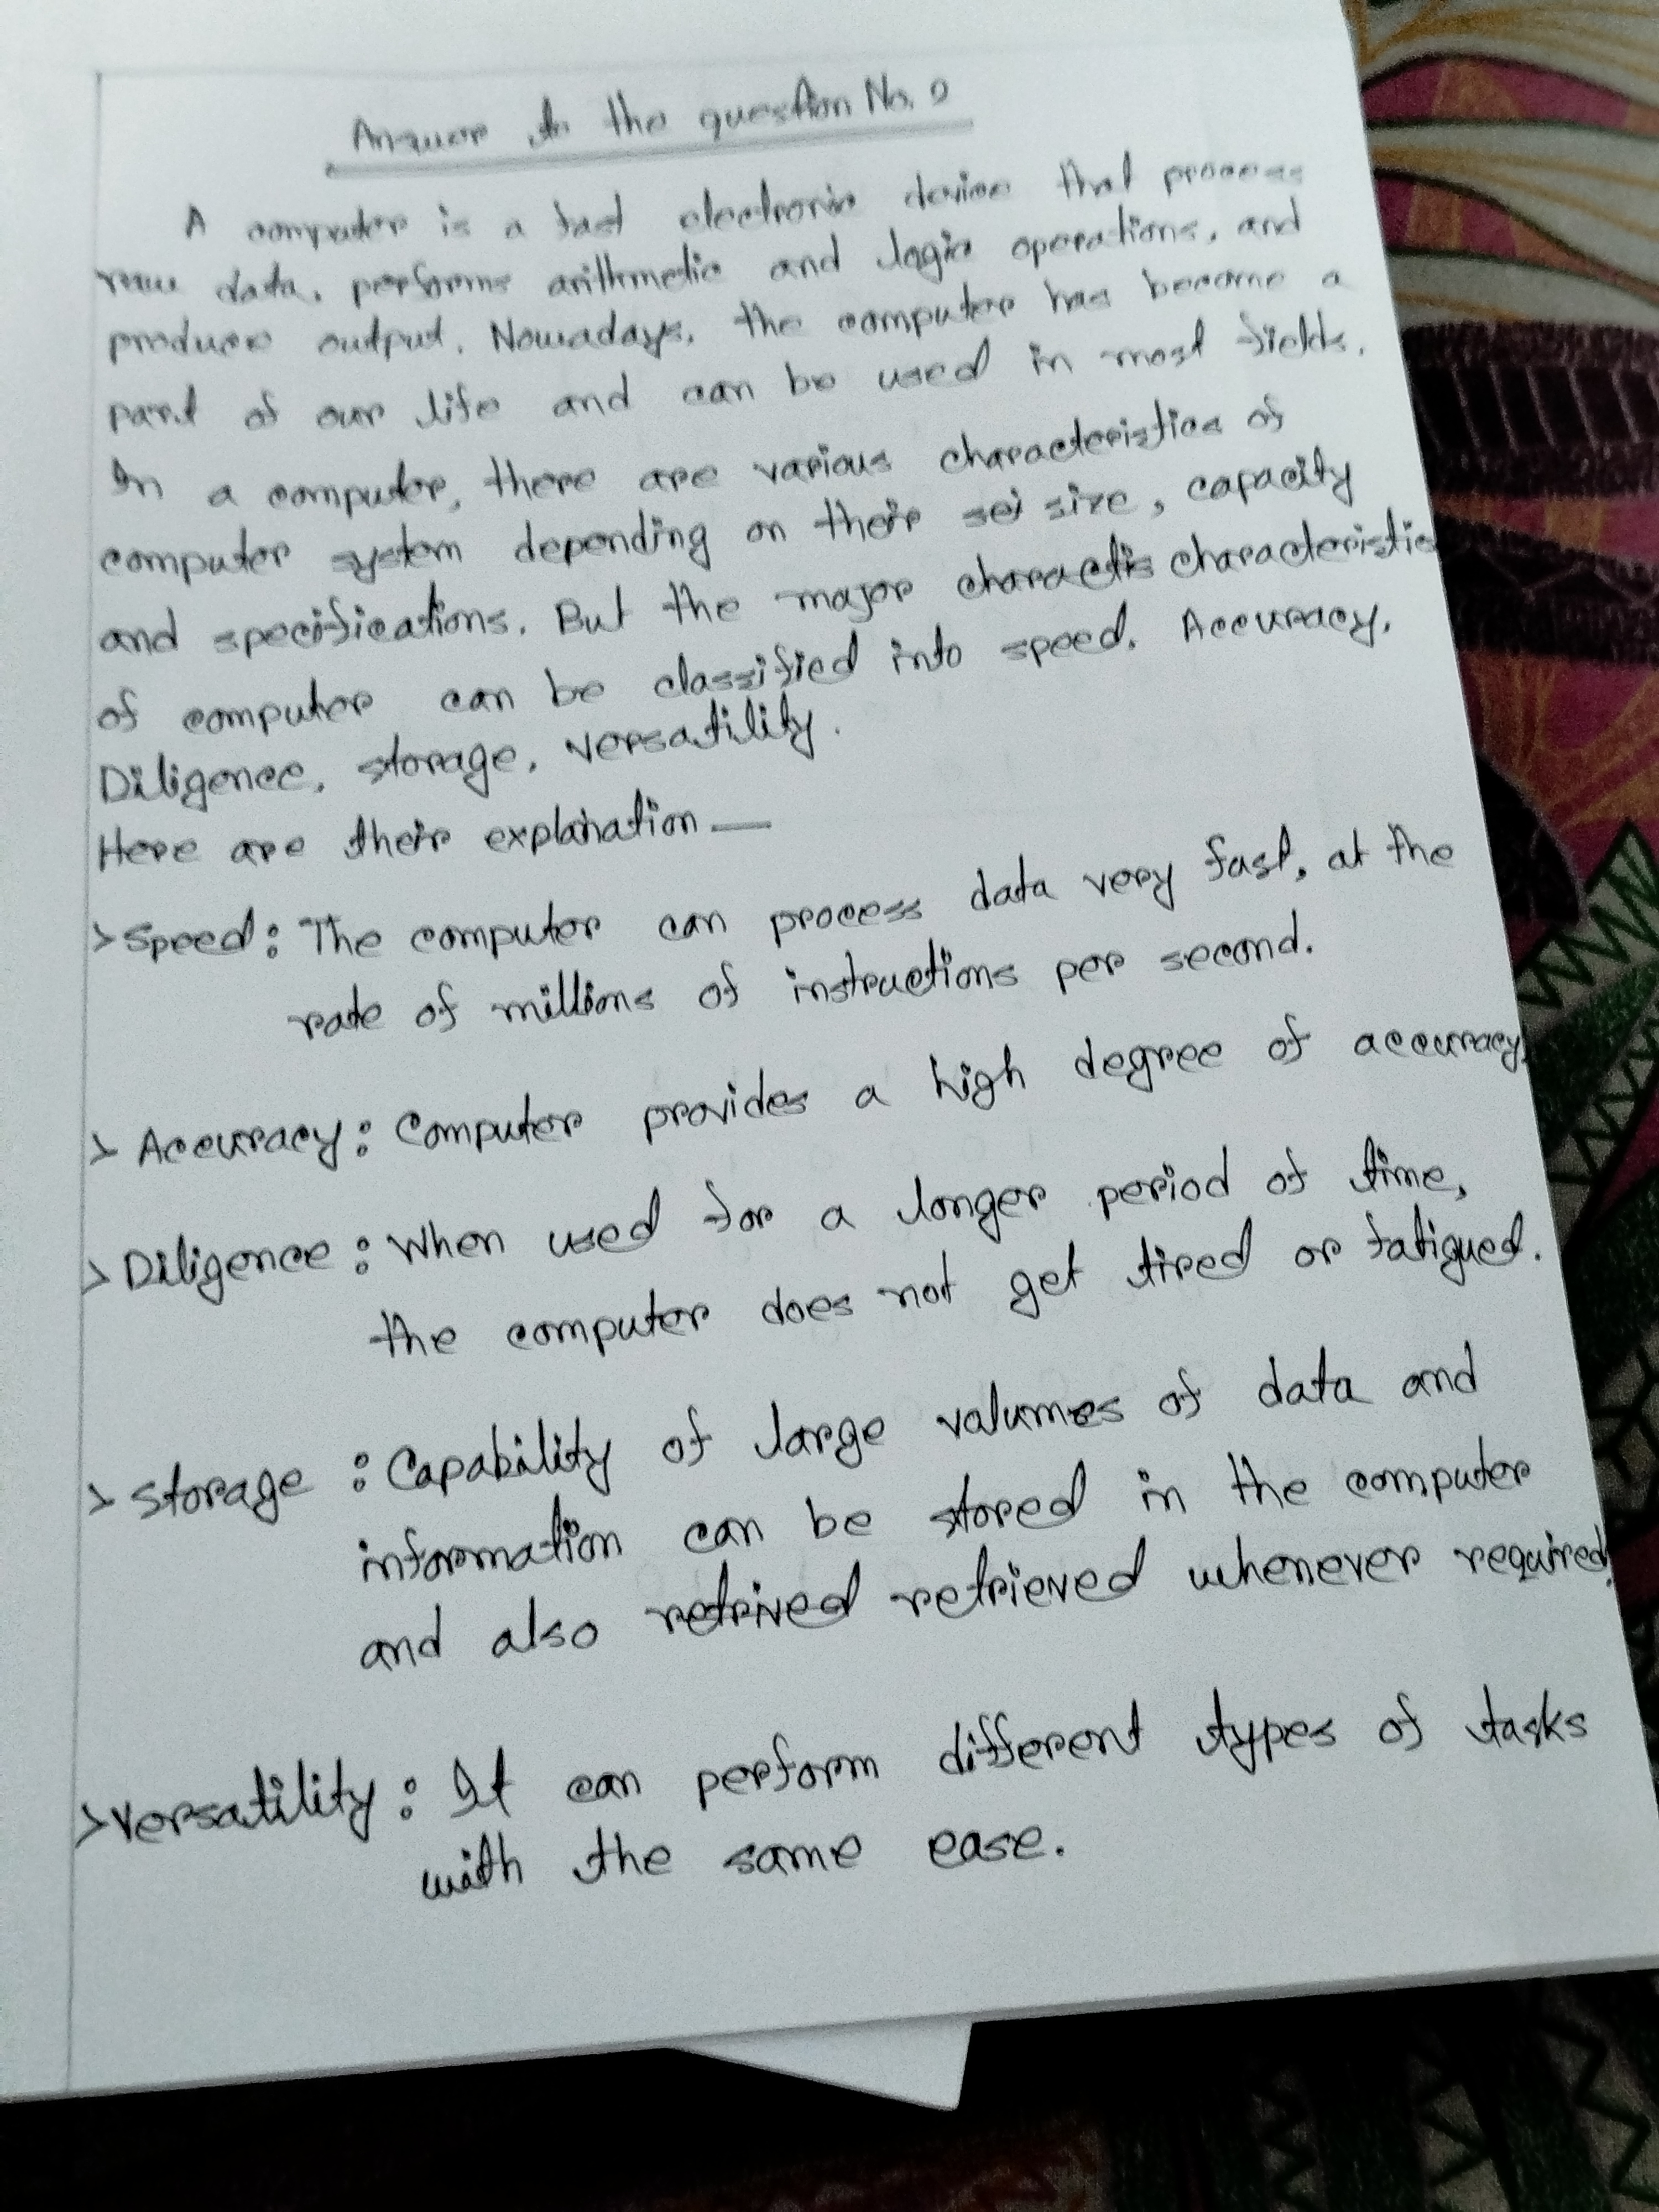 Answer to the question No. 2
A computer is a fast electronic device that process
raw data, performs arithmetic and logic operations, and
produces output. Nowadays, the computer has become a
part of our life and can be used in most fields.
In a computer, there are various characteristics of
computer system depending on their sei size, capacity
and specifications. But the major charactis characteristic
of computer can be classified into speed, Accuracy,
Diligence, storage, versatility.
Here are their explanation —
> Speed: The computer can process data very fast, at the
rate of millions of instructions per second.
> Accuracy: Computer provides a high degree of accuracy.
> Diligence: When used for a longer period of time,
the computer does not get tired or fatigued.
> Storage: Capability of large valumes of data and
information can be stored in the computer
and also retrived retrieved whenever required.
> Versatility: It can perform different types of tasks
with the same ease.